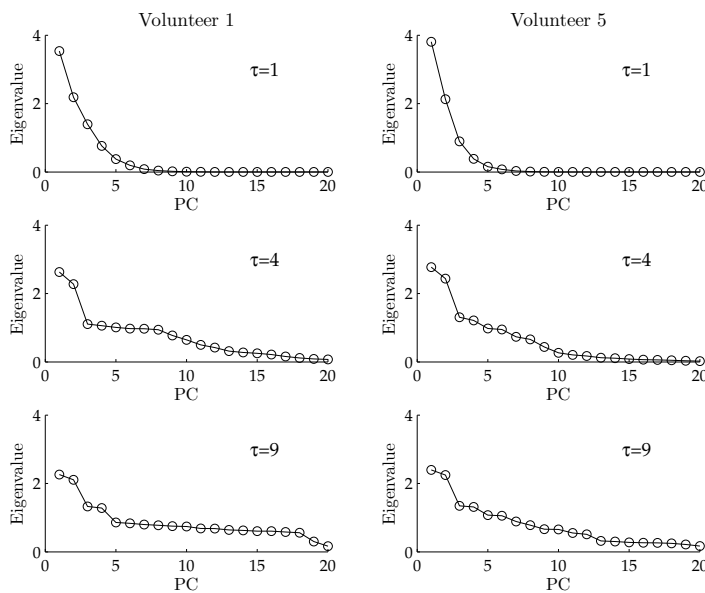 Volunteer 1
Volunteer 5
4
2
0
Eigenvalue
τ=1
0 5 10 15 20
PC
4
2
0
Eigenvalue
τ=1
0 5 10 15 20
PC
4
2
0
Eigenvalue
τ=4
0 5 10 15 20
PC
4
2
0
Eigenvalue
τ=4
0 5 10 15 20
PC
4
2
0
Eigenvalue
τ=9
0 5 10 15 20
PC
4
2
0
Eigenvalue
τ=9
0 5 10 15 20
PC